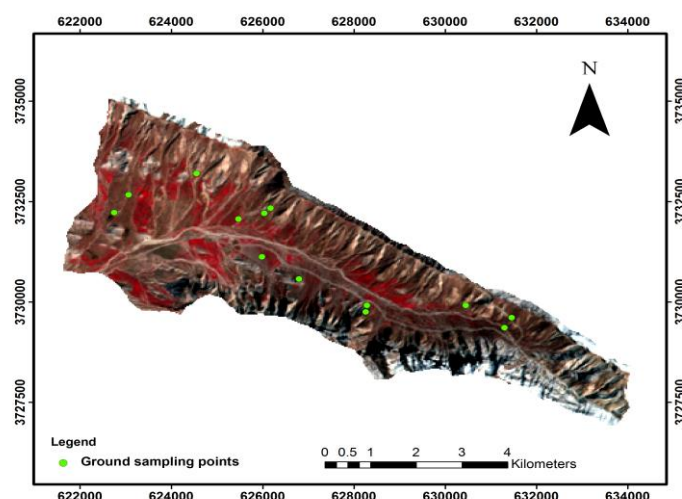 622000 624000 626000 628000 630000 632000 634000
N
3735000 3735000
3732500 3732500
3730000 3730000
3727500 3727500
Legend
Ground sampling points
0 0.5 1 2 3 4
Kilometers
622000 624000 626000 628000 630000 632000 634000